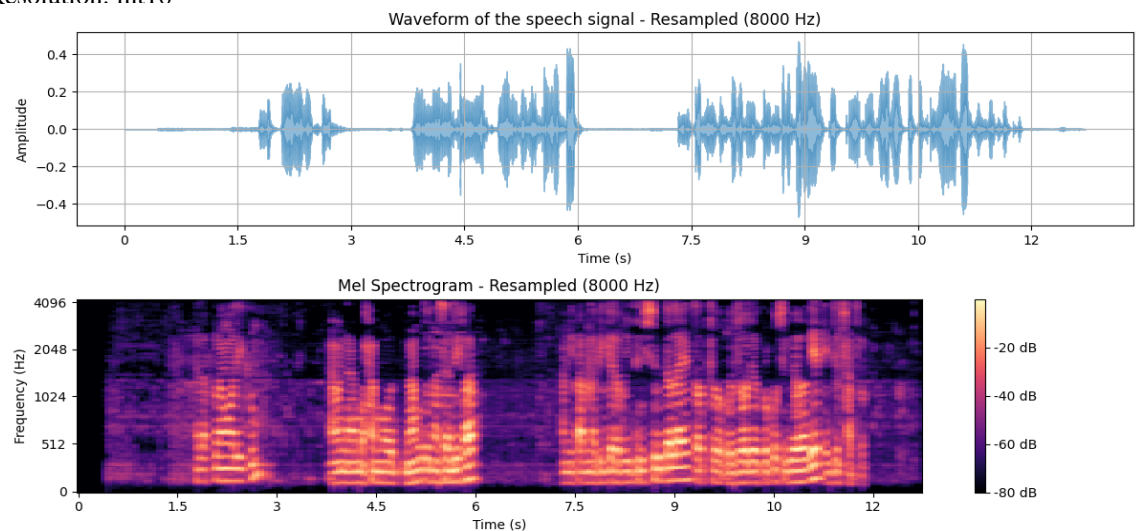 Resolution: intro
Waveform of the speech signal - Resampled (8000 Hz)
0.4
0.2
0.0
−0.2
−0.4
Amplitude
0 1.5 3 4.5 6 7.5 9 10 12
Time (s)
Mel Spectrogram - Resampled (8000 Hz)
4096
2048
1024
512
0
Frequency (Hz)
0 1.5 3 4.5 6 7.5 9 10 12
Time (s)
-20 dB
-40 dB
-60 dB
-80 dB